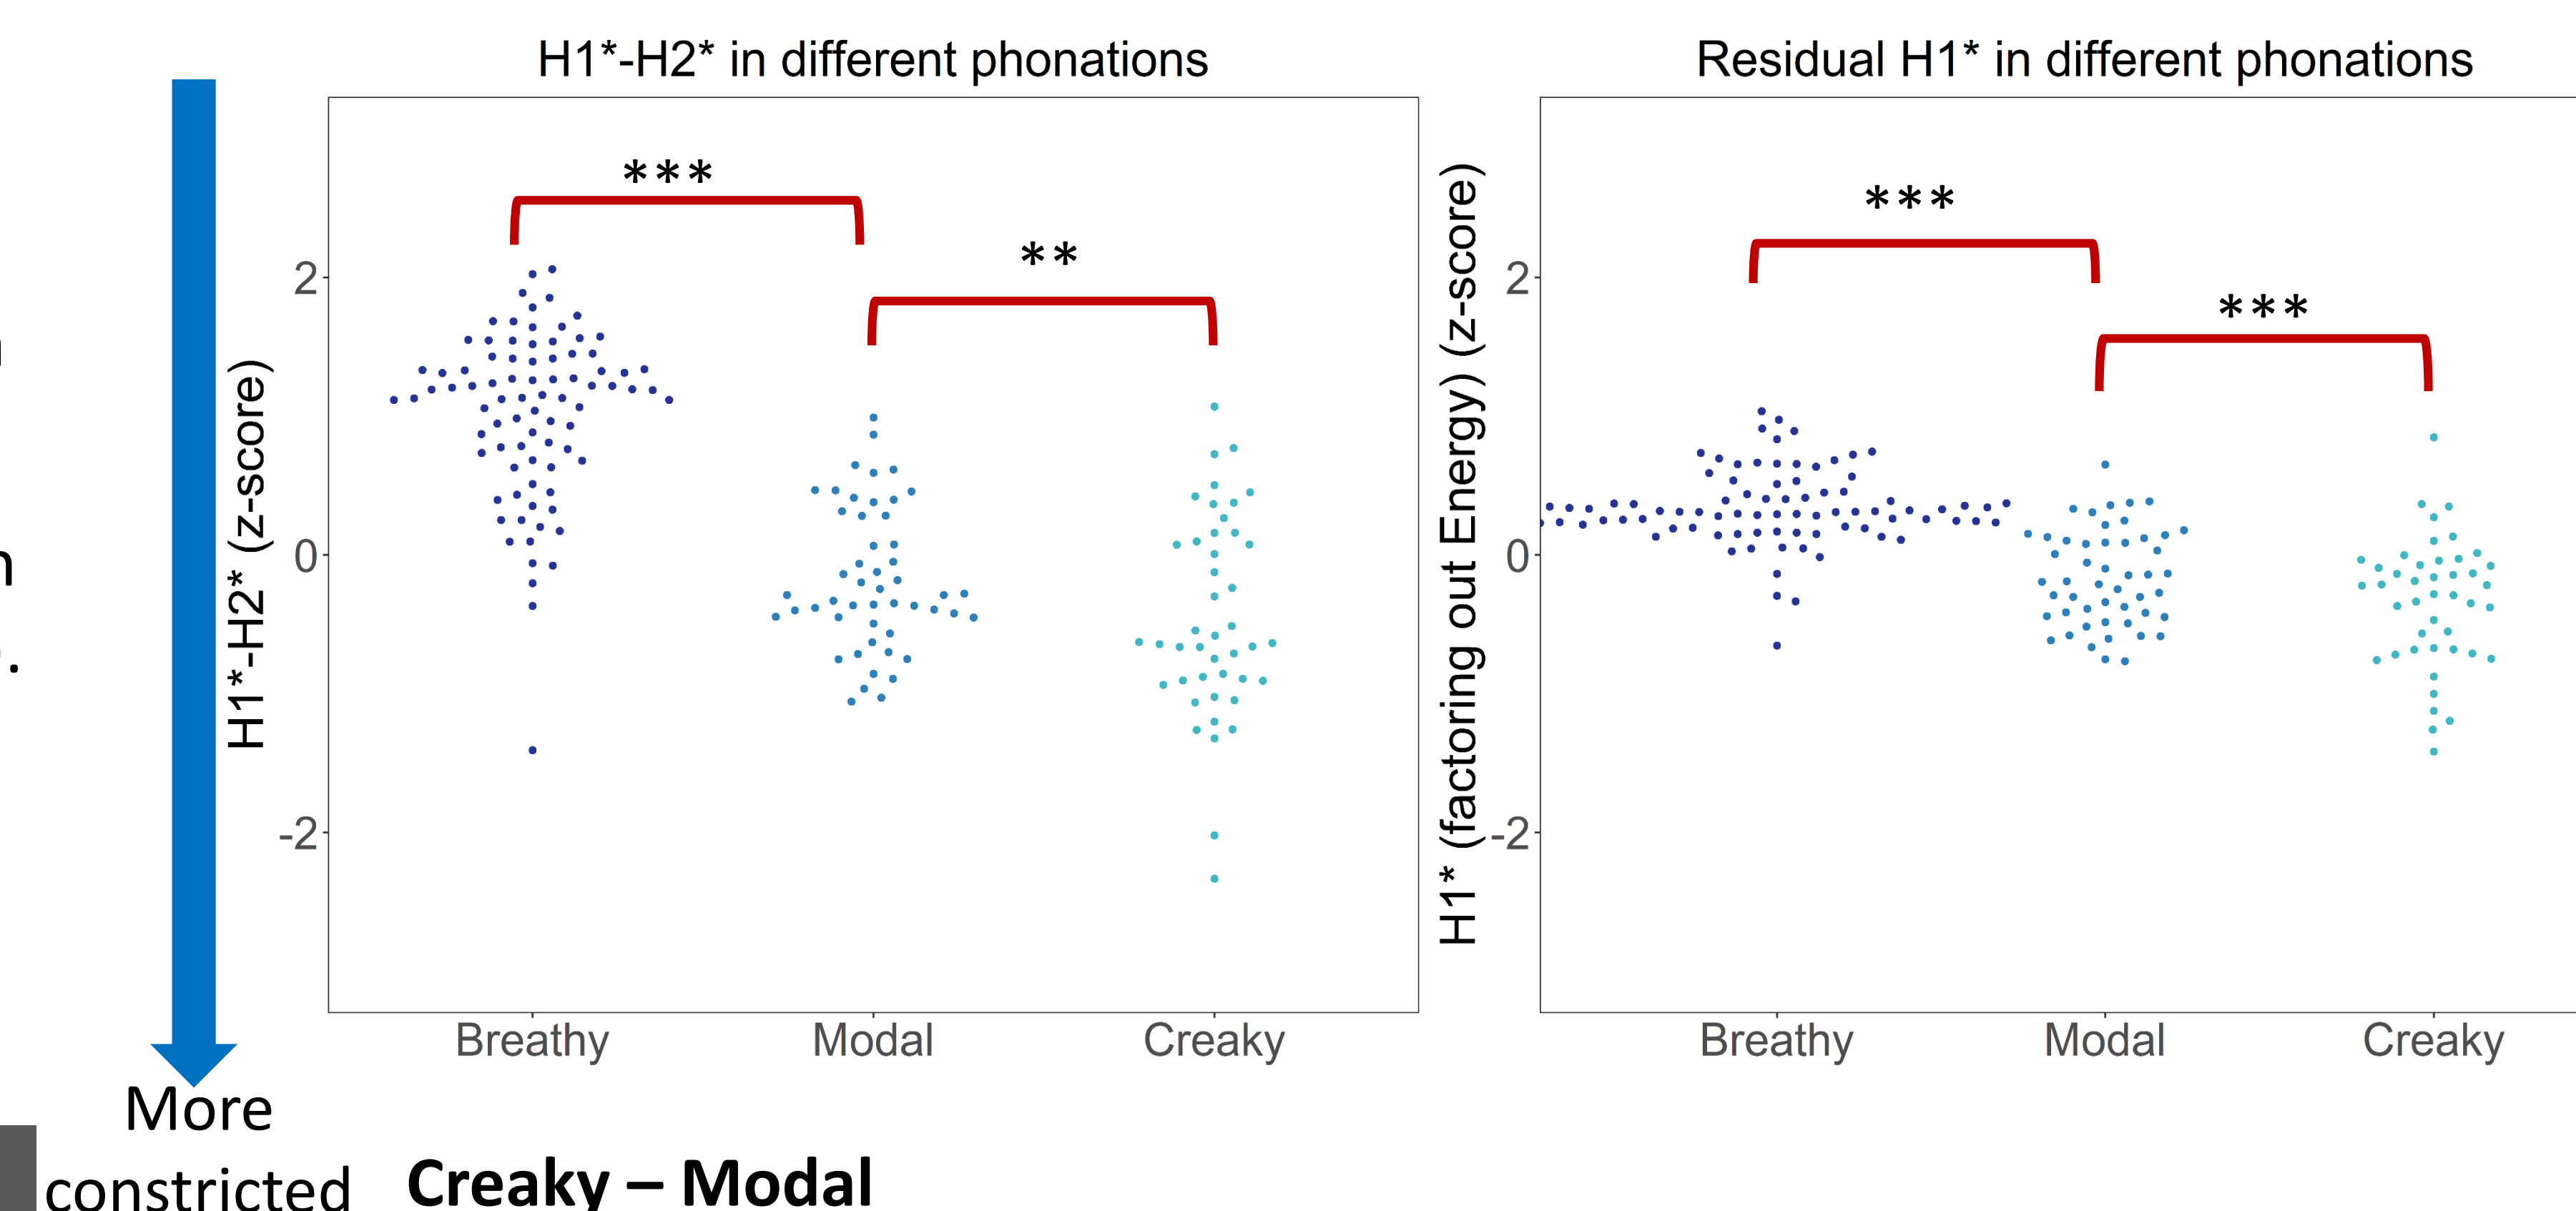 H1*-H2* in different phonations
***
**
H1*-H2* (z-score)
2
0
-2
Breathy Modal Creaky
Residual H1* in different phonations
***
***
H1* (factoring out Energy) (z-score)
2
0
-2
Breathy Modal Creaky
More
constricted
Creaky – Modal